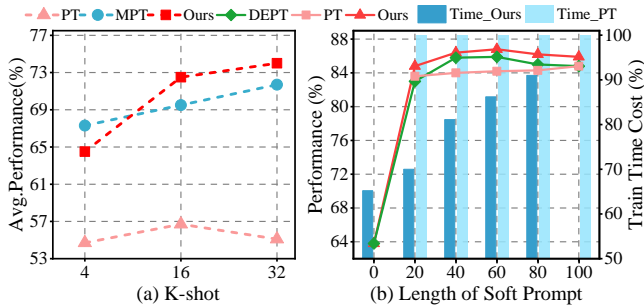 PT MPT Ours DEPT PT Ours Time_Ours Time_PT
77
73
69
65
61
57
53
Avg.Performance(%)
4 16 32
(a) K-shot
88
84
80
76
72
68
64
Performance (%)
100
90
80
70
60
50
Train Time Cost (%)
0 20 40 60 80 100
(b) Length of Soft Prompt